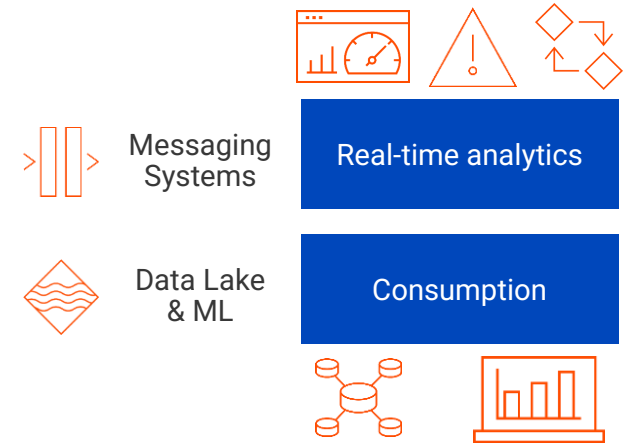 Messaging
Systems
Real-time analytics
Data Lake
& ML
Consumption